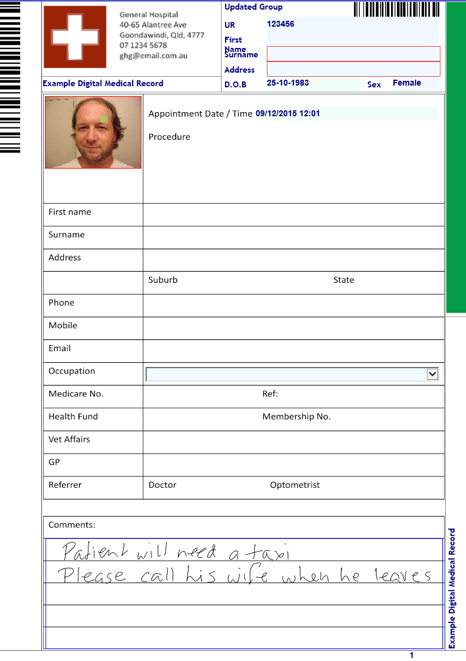 General Hospital
40-65 Alantree Ave
Goondawindi, Qld, 4777
07 1234 5678
ghg@email.com.au
Example Digital Medical Record
Updated Group
UR 123456
First
Name
Surname
Address
D.O.B 25-10-1983 Sex Female
Appointment Date / Time 09/12/2015 12:01
Procedure
First name
Surname
Address
Suburb State
Phone
Mobile
Email
Occupation
Medicare No. Ref:
Health Fund Membership No.
Vet Affairs
GP
Referrer Doctor Optometrist
Comments:
Patient will need a taxi
Please call his wife when he leaves
Example Digital Medical Record
1